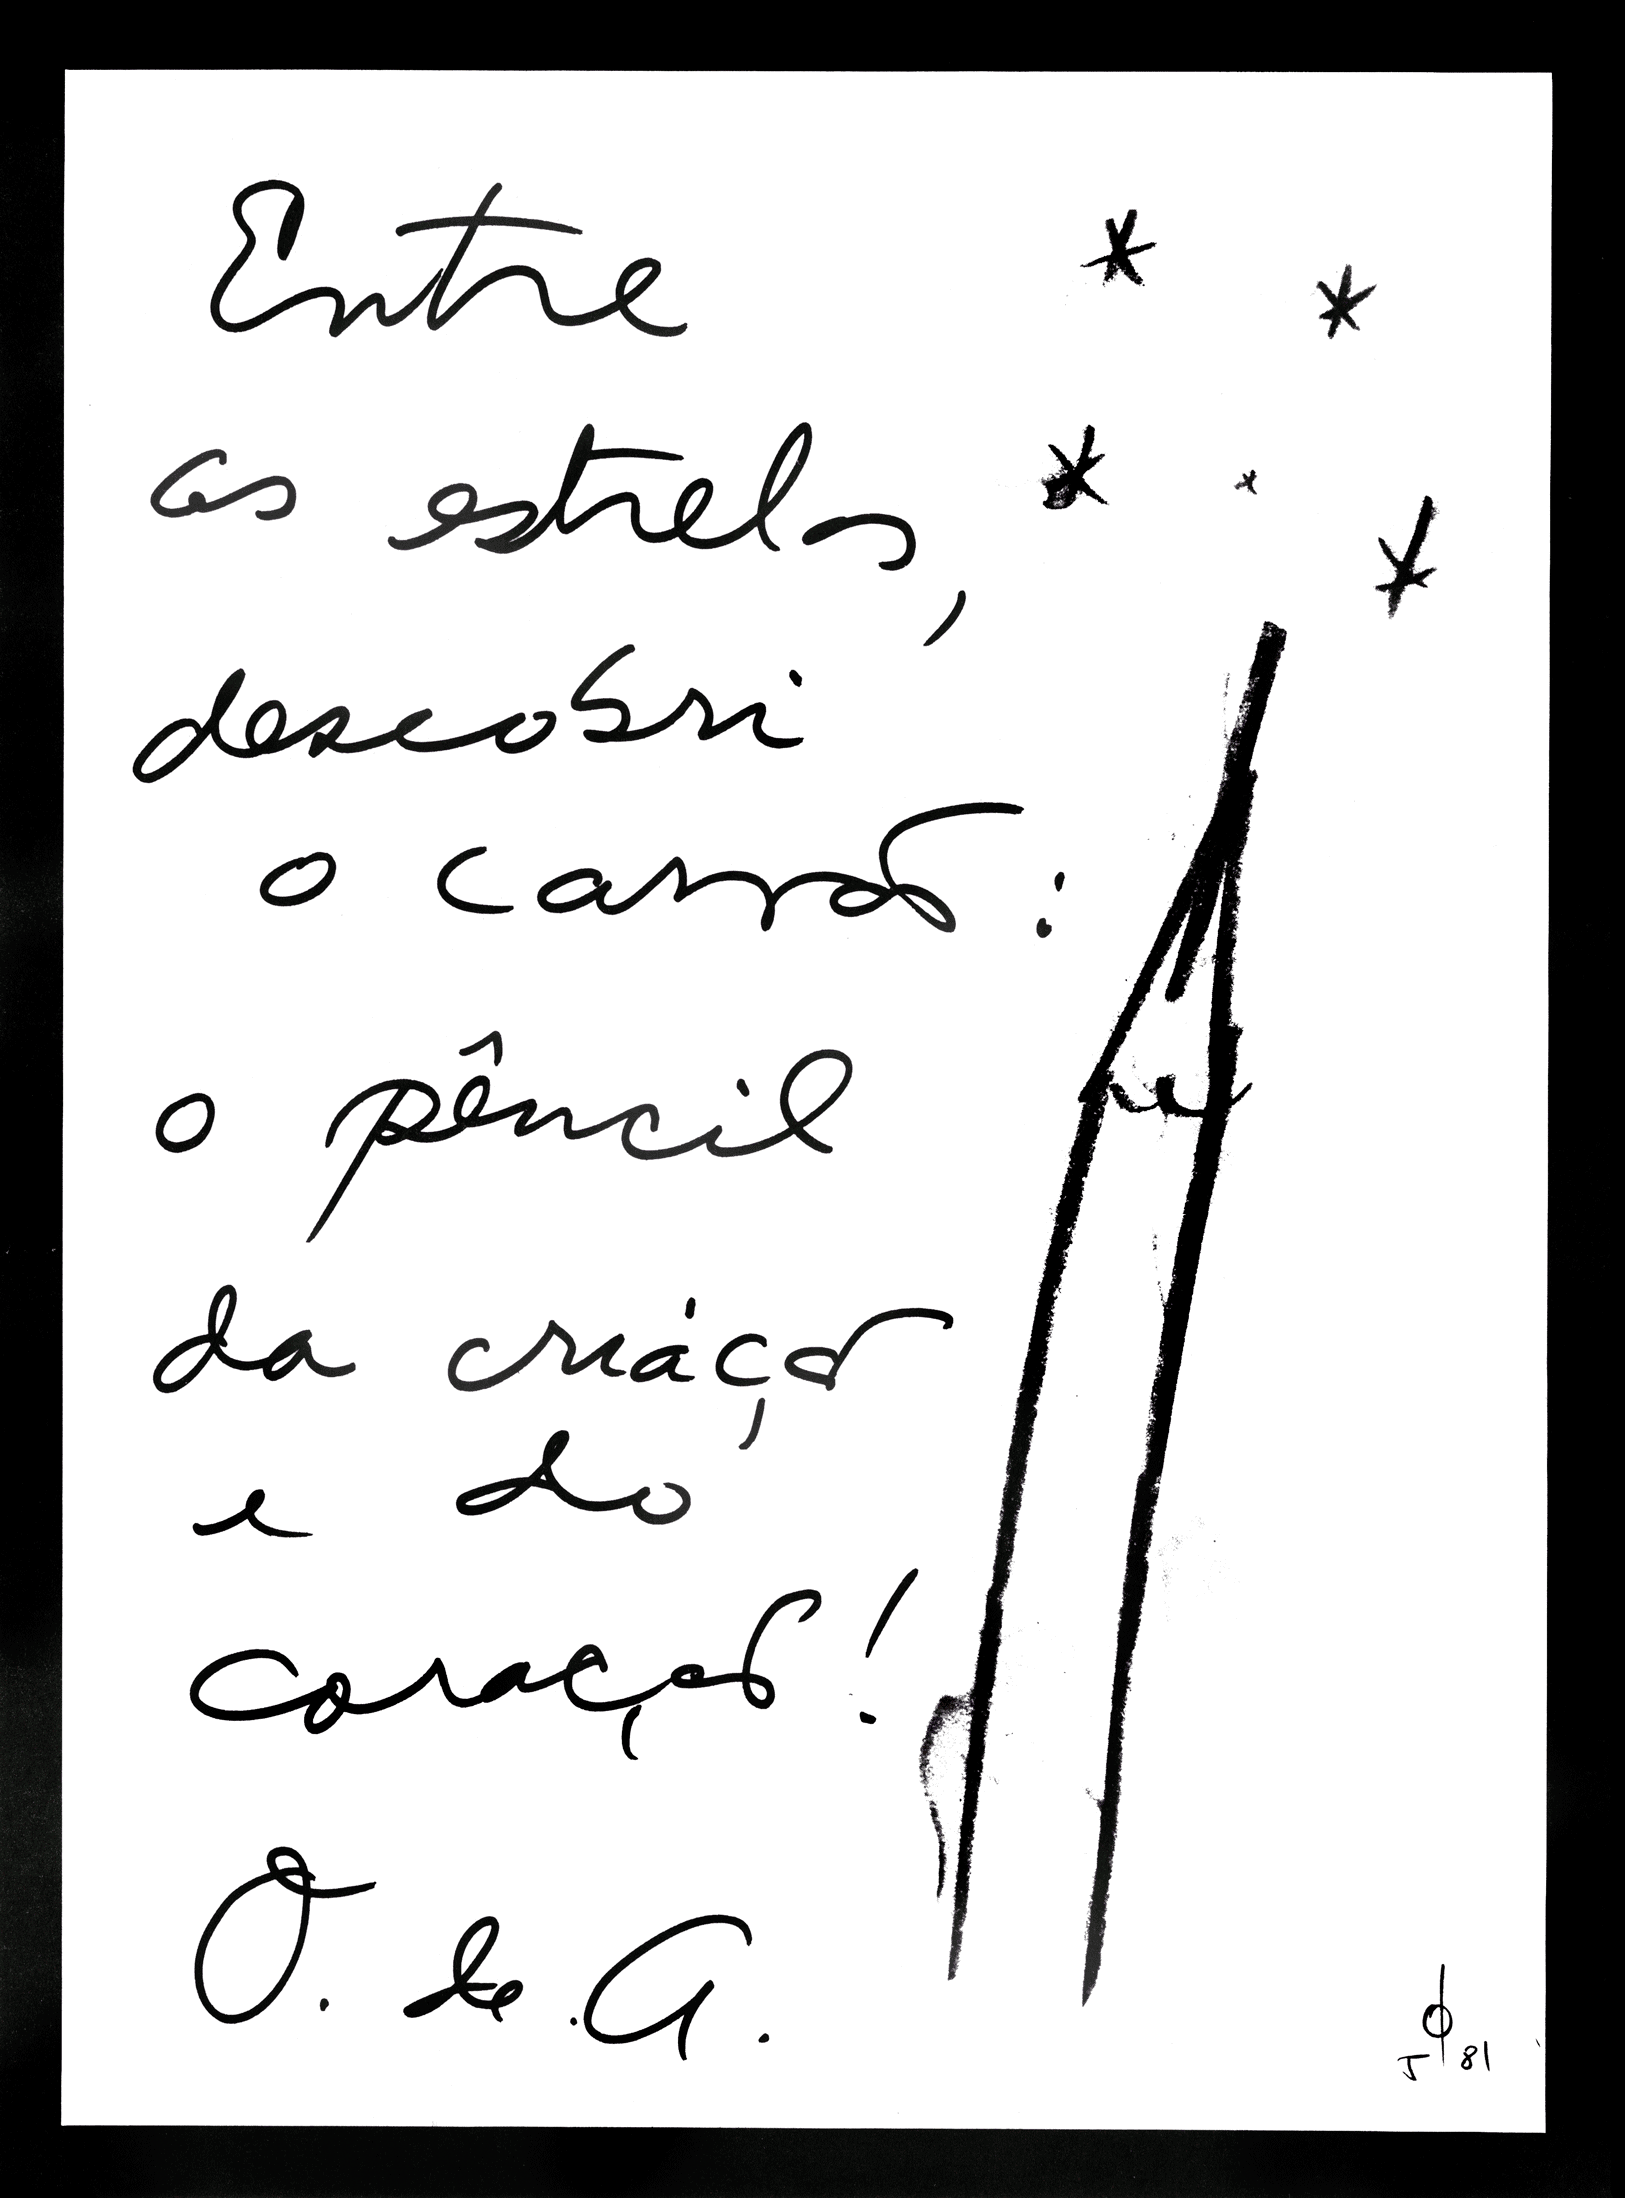 Entre
as estrelas,
descobri
o carvão:
o pêncil
da criação
e do
coração!
O. de A.
J 81